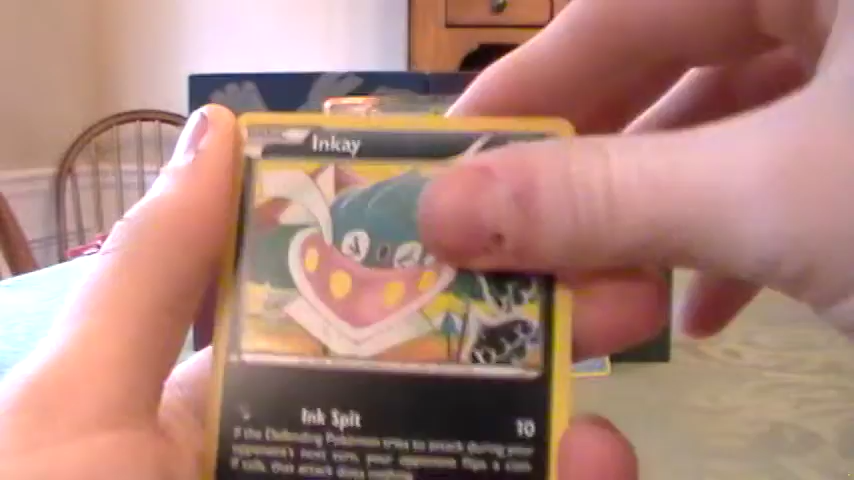 Inkay
Ink Spit 10
If the Defending Pokémon tries to attack during your
opponent's next turn, your opponent flips a coin.
If tails, that attack does nothing.